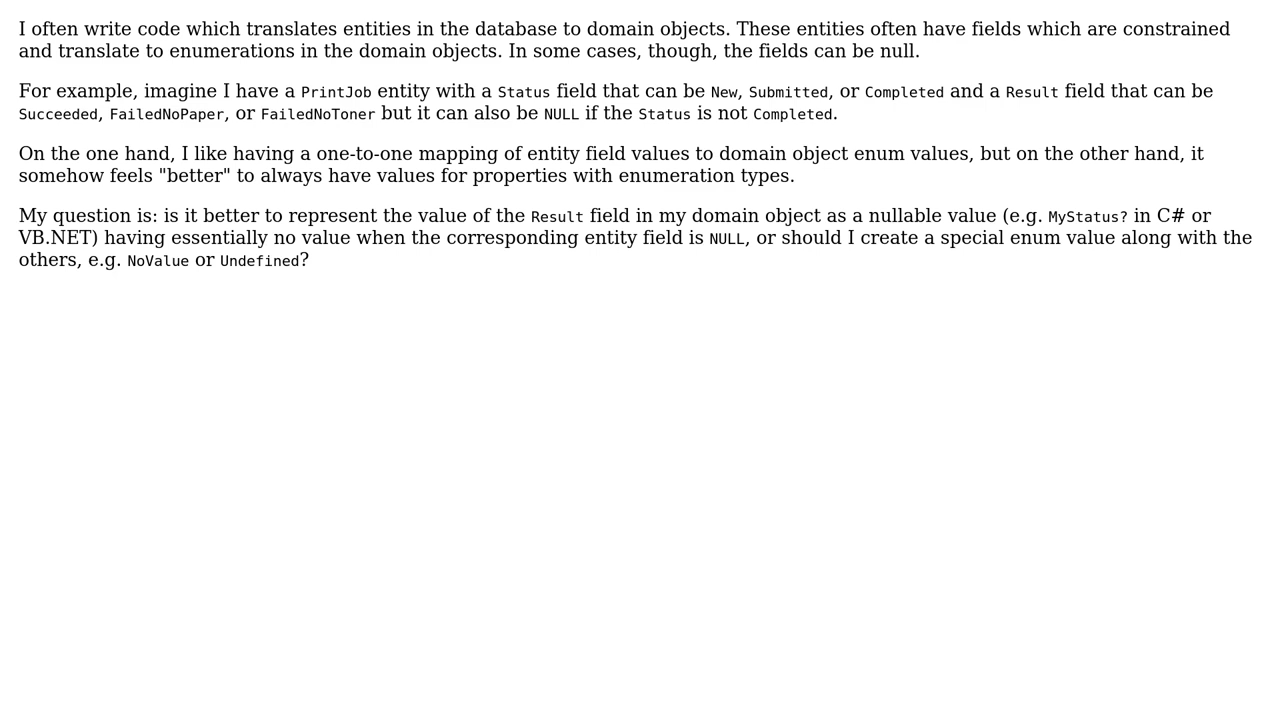 I often write code which translates entities in the database to domain objects. These entities often have fields which are constrained
and translate to enumerations in the domain objects. In some cases, though, the fields can be null.
For example, imagine I have a PrintJob entity with a Status field that can be New, Submitted, or Completed and a Result field that can be
Succeeded, FailedNoPaper, or FailedNoToner but it can also be NULL if the Status is not Completed.
On the one hand, I like having a one-to-one mapping of entity field values to domain object enum values, but on the other hand, it
somehow feels "better" to always have values for properties with enumeration types.
My question is: is it better to represent the value of the Result field in my domain object as a nullable value (e.g. MyStatus? in C# or
VB.NET) having essentially no value when the corresponding entity field is NULL, or should I create a special enum value along with the
others, e.g. NoValue or Undefined?